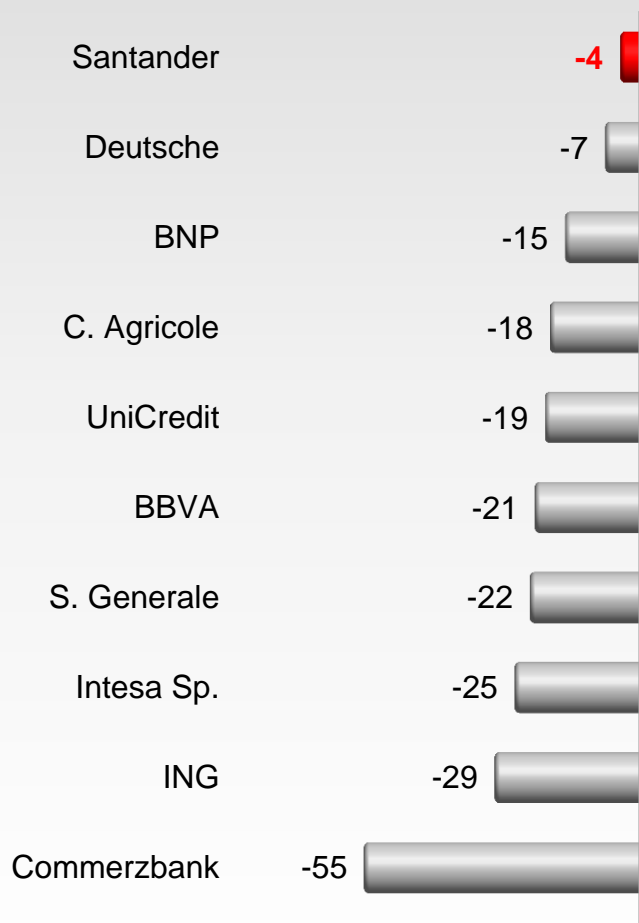 Santander -4
Deutsche -7
BNP -15
C. Agricole -18
UniCredit -19
BBVA -21
S. Generale -22
Intesa Sp. -25
ING -29
Commerzbank -55